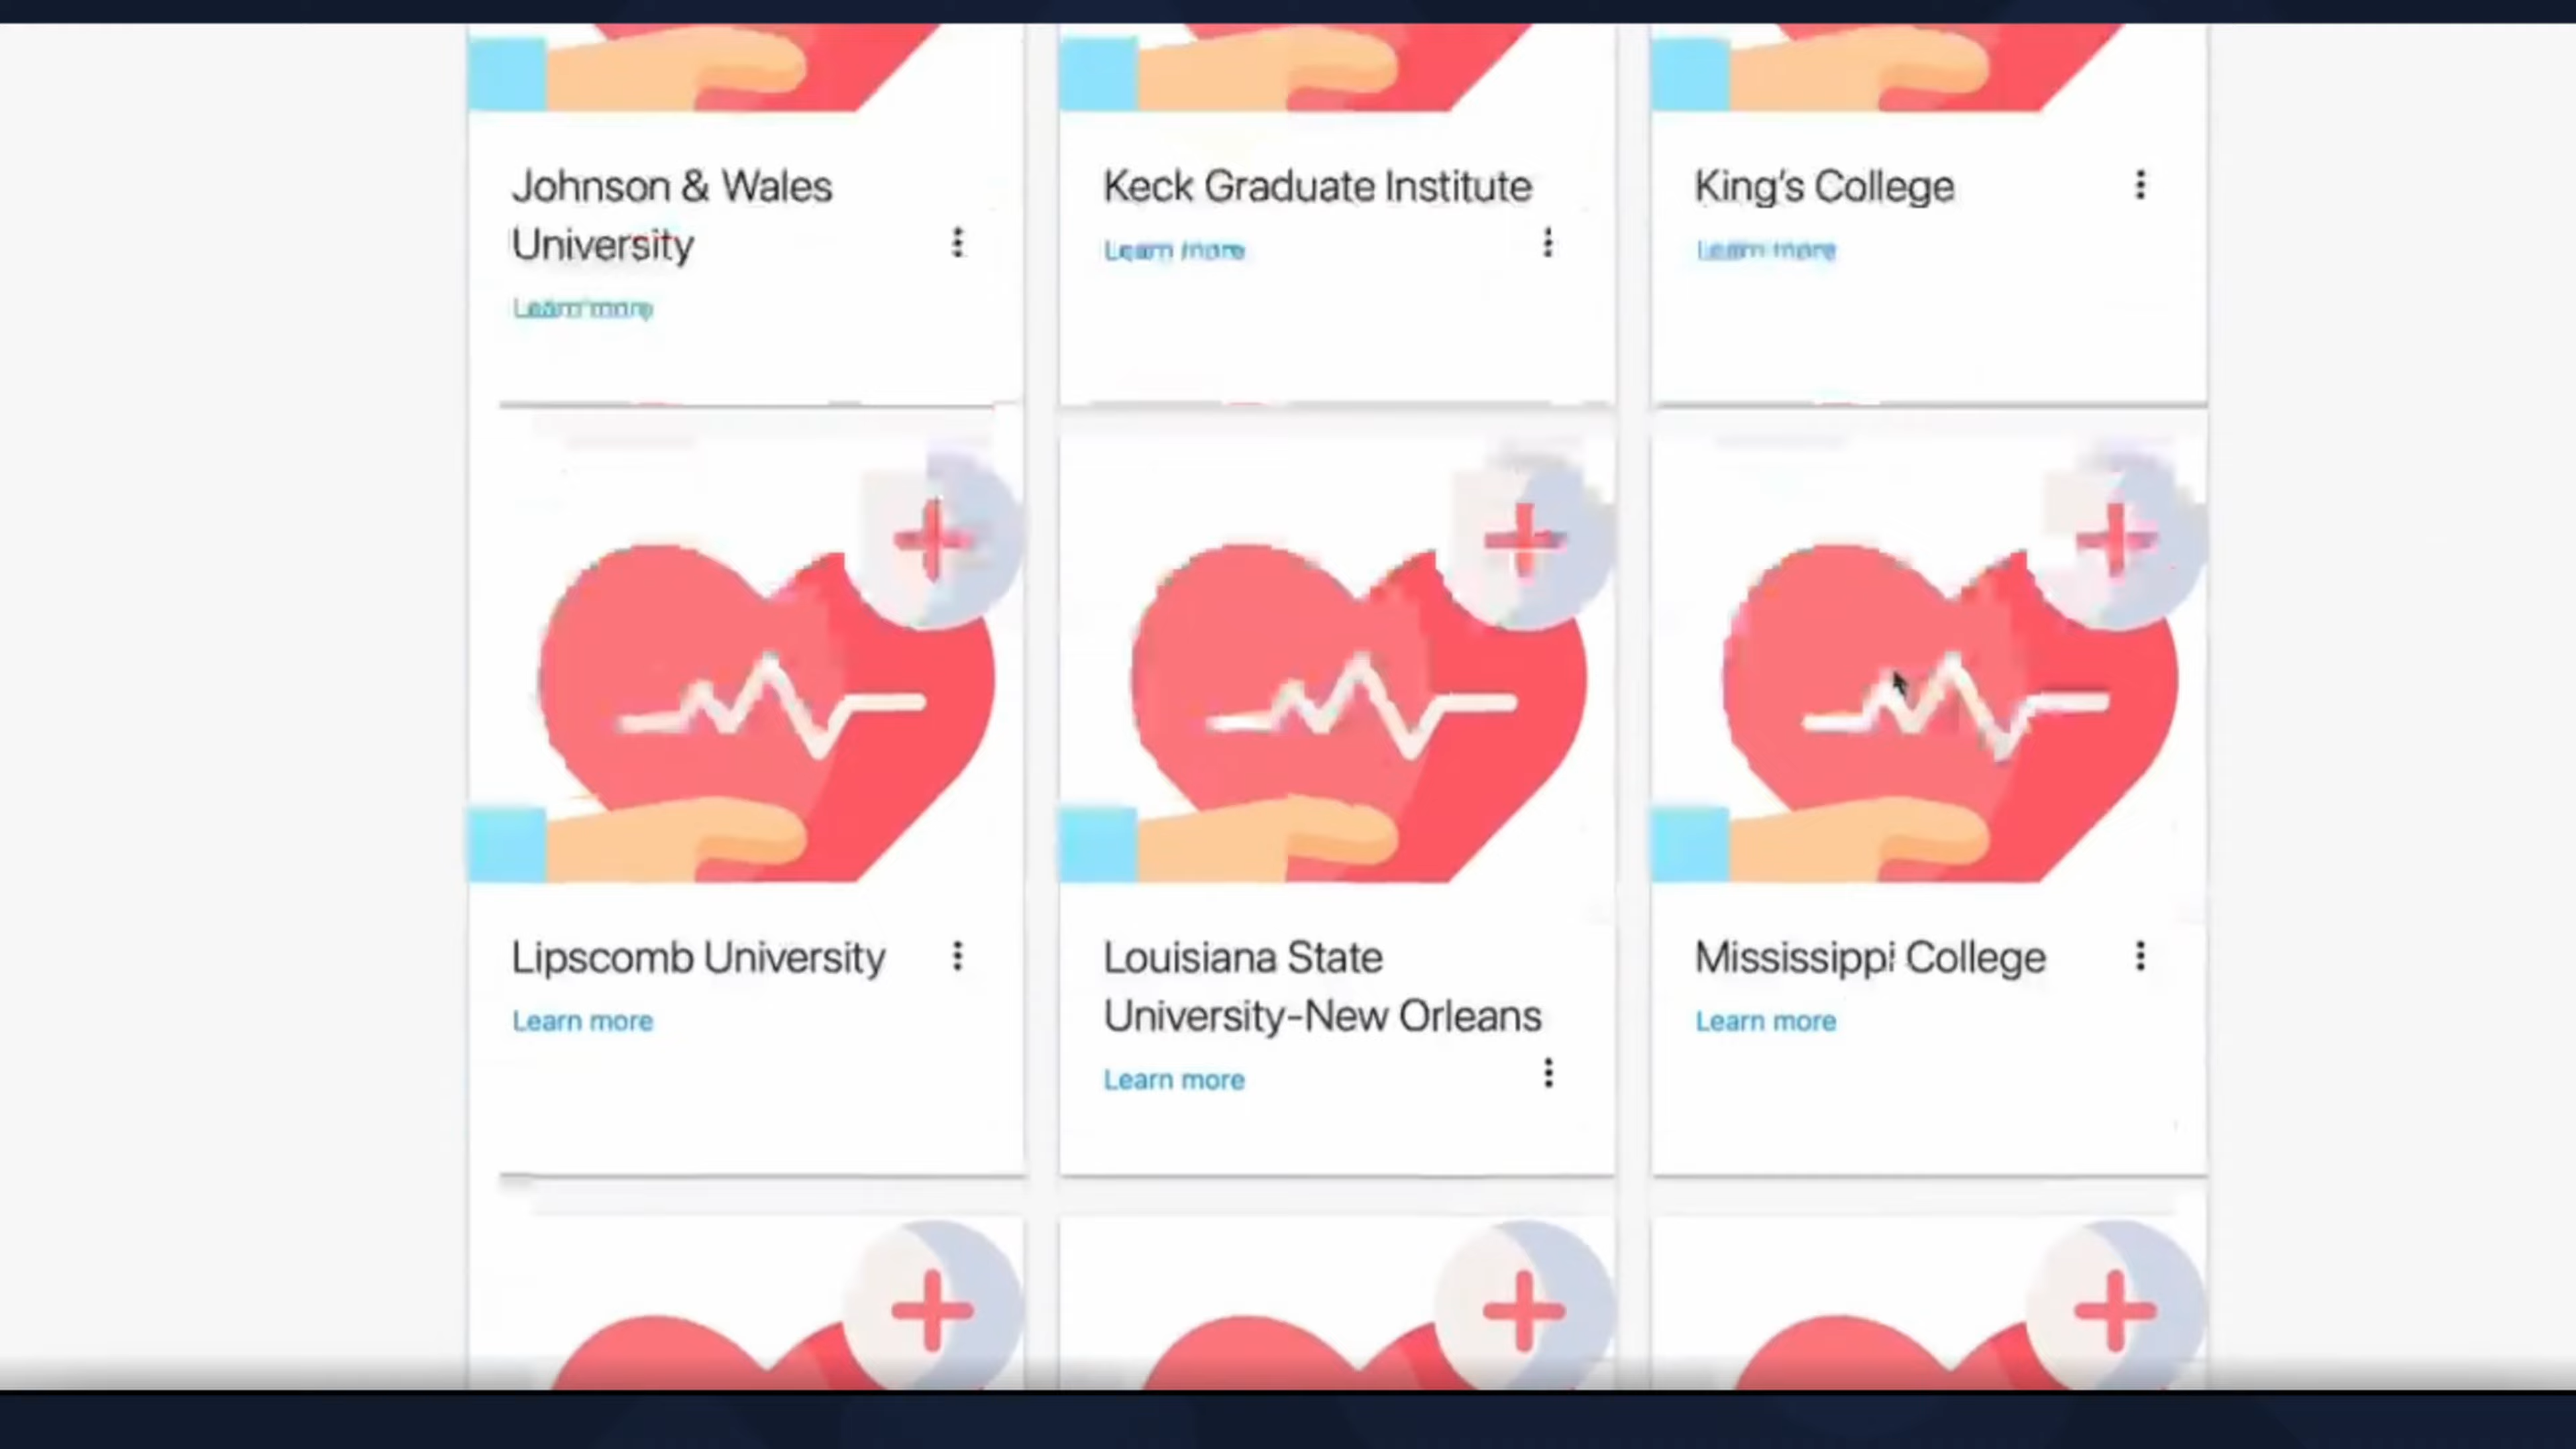 Johnson & Wales
University
Learn more
Keck Graduate Institute
Learn more
King's College
Learn more
Lipscomb University
Learn more
Louisiana State
University-New Orleans
Learn more
Mississippi College
Learn more